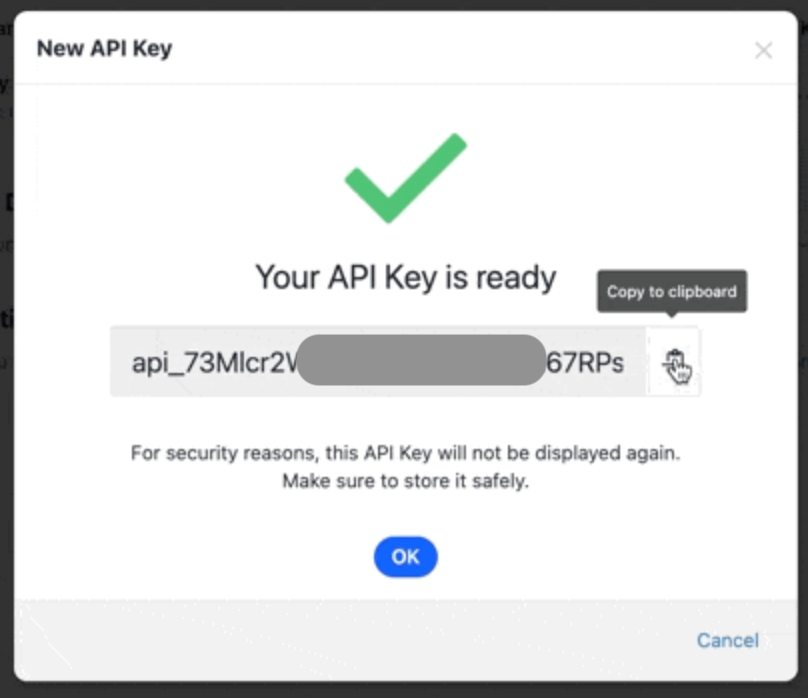 New API Key
Your API Key is ready
Copy to clipboard
api_73Mlcr2V 67RPs
For security reasons, this API Key will not be displayed again.
Make sure to store it safely.
OK
Cancel